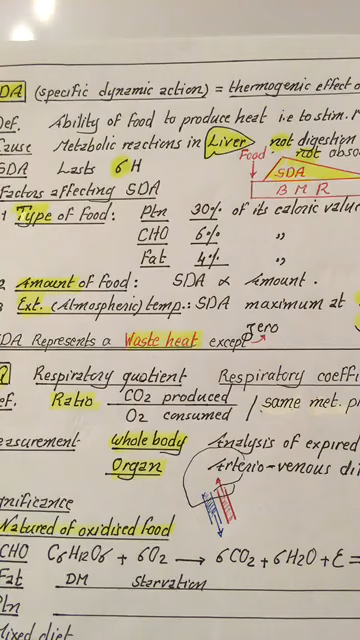 DA (specific dynamic action) = thermogenic effect o
Def. Ability of food to produce heat i.e to stim.
Cause Metabolic reactions in Liver not digestion
SDA Lasts 6 H not abso
Food
SDA
B M R
Factors affecting SDA
1 Type of Food: Ptn 30% of its caloric valu
CHO 6% ,,
Fat 4% ,,
2 Amount of Food: SDA ∝ Amount.
3 Ext. (Atmospheric) temp.: SDA maximum at
zero
SDA Represents a Waste heat except
Respiratory quotient Respiratory coeffi
ef. Ratio CO2 produced / same met. p
O2 consumed
easurement whole body Analysis of expired
Organ Arterio-venous di
gnificance
Natured of oxidised food
CHO C6H12O6 + 6O2 → 6CO2 + 6H2O + E =
Fat DM Starvation
Ptn
Mixed diet